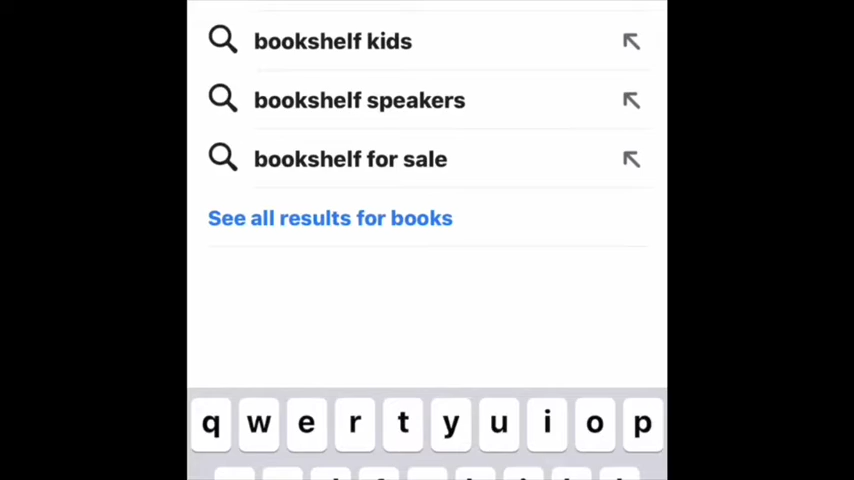 bookshelf kids
bookshelf speakers
bookshelf for sale
See all results for books
q w e r t y u i o p